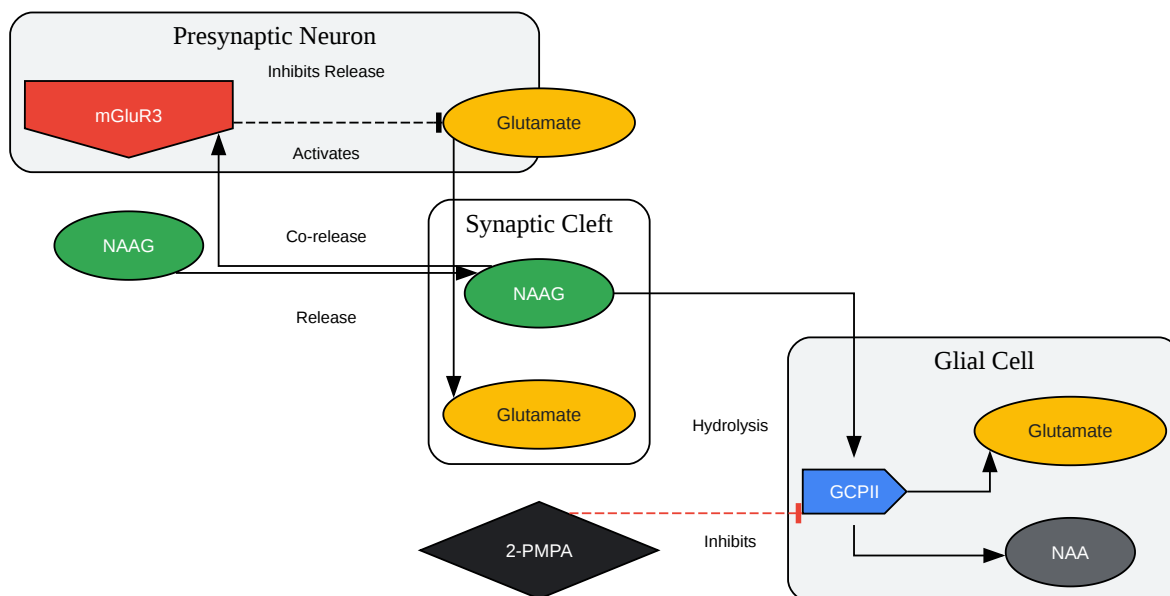 Presynaptic Neuron
Inhibits Release
mGluR3
Glutamate
Activates
Synaptic Cleft
NAAG
Co-release
NAAG
Release
Glial Cell
Glutamate
Hydrolysis
Glutamate
GCPII
2-PMPA
Inhibits
NAA